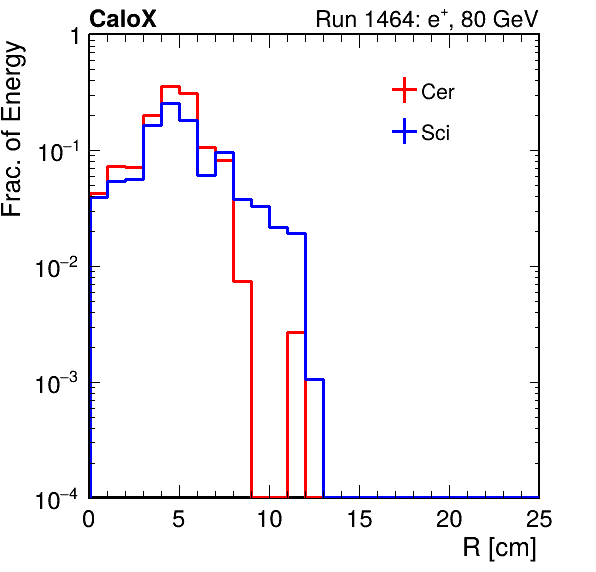 CaloX Run 1464: e⁺, 80 GeV
Frac. of Energy
1
10⁻¹
10⁻²
10⁻³
10⁻⁴
Cer
Sci
0 5 10 15 20 25
R [cm]